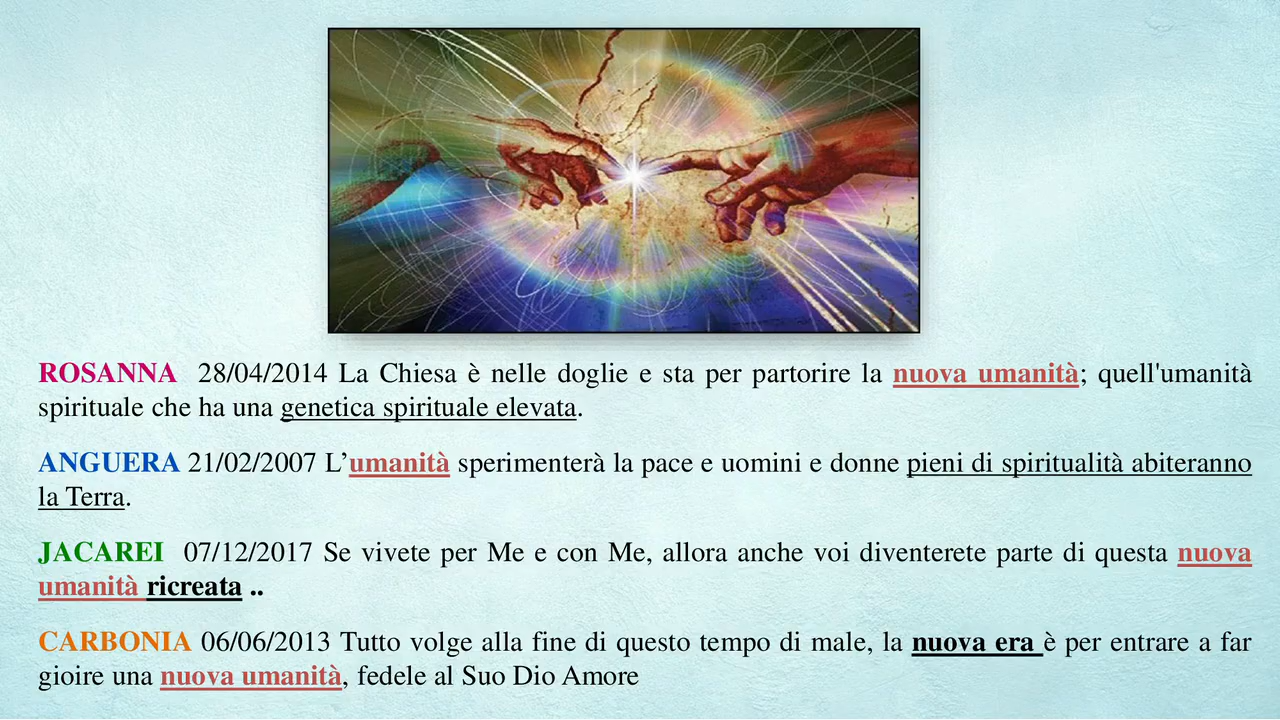 ROSANNA 28/04/2014 La Chiesa è nelle doglie e sta per partorire la nuova umanità; quell'umanità
spirituale che ha una genetica spirituale elevata.
ANGUERA 21/02/2007 L’umanità sperimenterà la pace e uomini e donne pieni di spiritualità abiteranno
la Terra.
JACAREI 07/12/2017 Se vivete per Me e con Me, allora anche voi diventerete parte di questa nuova
umanità ricreata ..
CARBONIA 06/06/2013 Tutto volge alla fine di questo tempo di male, la nuova era è per entrare a far
gioire una nuova umanità, fedele al Suo Dio Amore